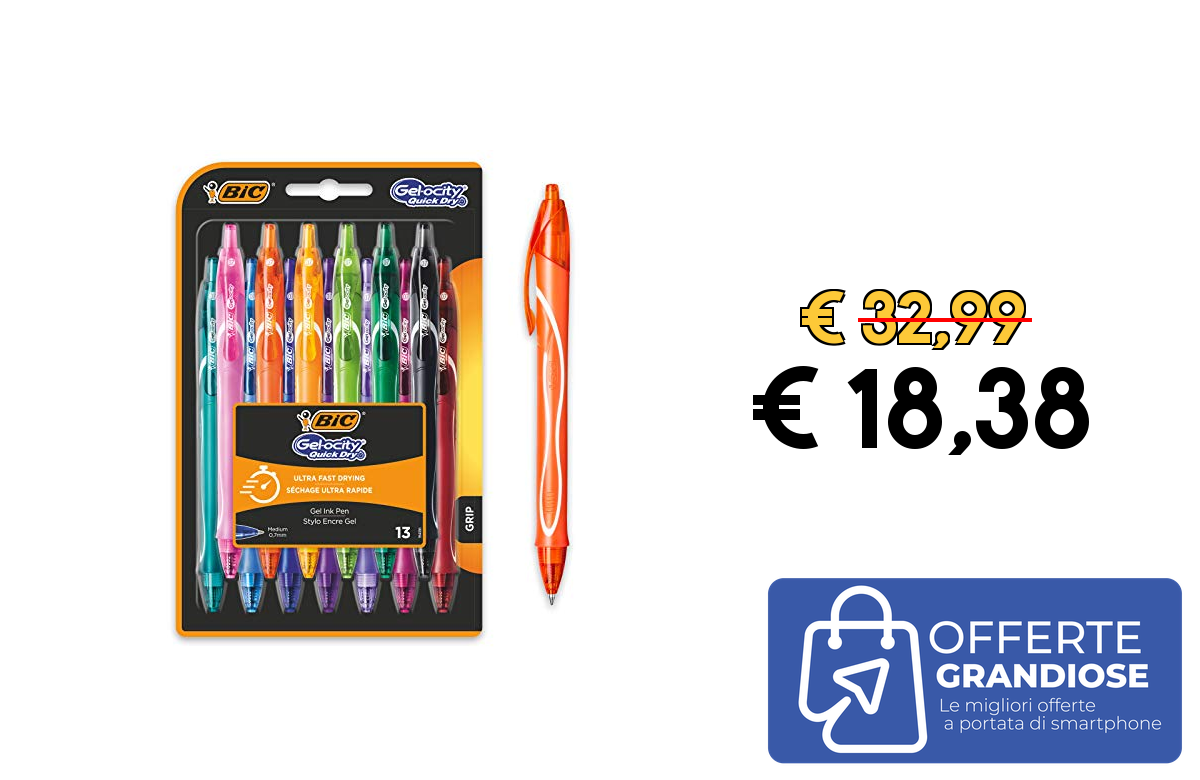 BIC
Gel-ocity
Quick Dry
BIC
Gel-ocity
Quick Dry
ULTRA FAST DRYING
SÉCHAGE ULTRA RAPIDE
Gel Ink Pen
Stylo Encre Gel
Medium
0,7mm
13
GRIP
€ 32,99
€ 18,38
OFFERTE
GRANDIOSE
Le migliori offerte
a portata di smartphone